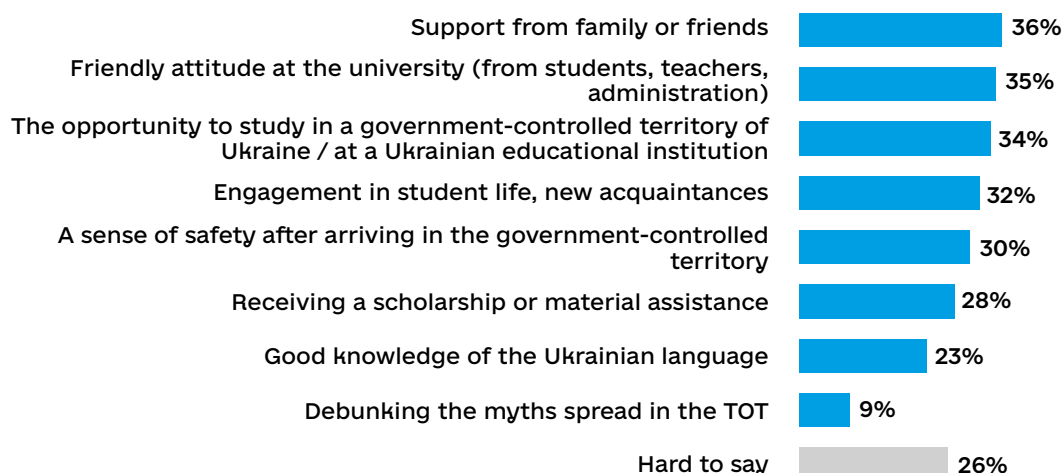 Support from family or friends 36%
Friendly attitude at the university (from students, teachers,
administration) 35%
The opportunity to study in a government-controlled territory of
Ukraine / at a Ukrainian educational institution 34%
Engagement in student life, new acquaintances 32%
A sense of safety after arriving in the government-controlled
territory 30%
Receiving a scholarship or material assistance 28%
Good knowledge of the Ukrainian language 23%
Debunking the myths spread in the TOT 9%
Hard to say 26%